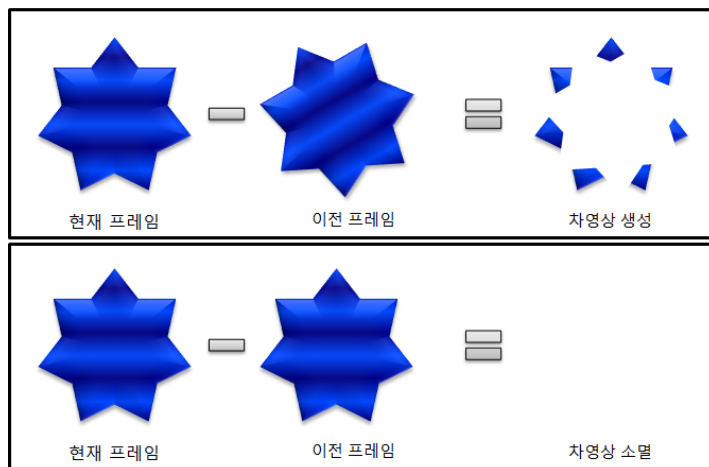 현재 프레임
이전 프레임
차영상 생성
현재 프레임
이전 프레임
차영상 소멸